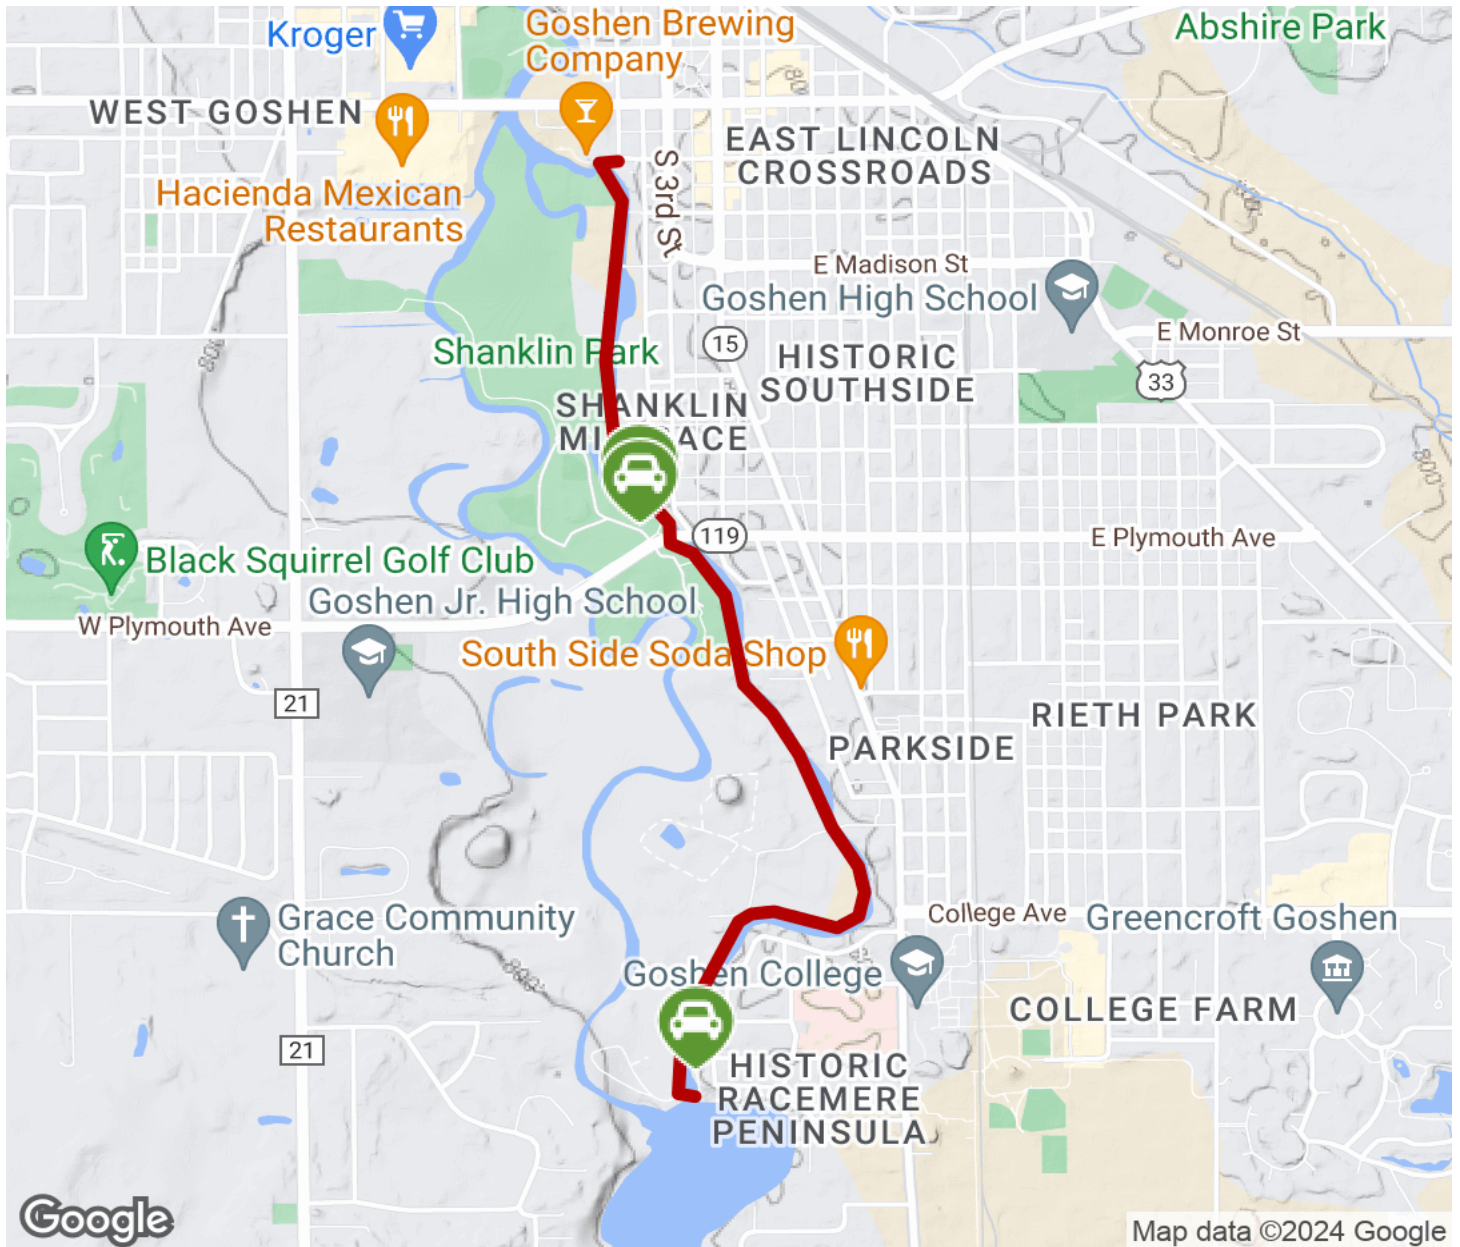 Kroger
Goshen Brewing
Company
Abshire Park
WEST GOSHEN
EAST LINCOLN
CROSSROADS
Hacienda Mexican
Restaurants
S 3rd St
E Madison St
Goshen High School
E Monroe St
Shanklin Park
15
HISTORIC
SOUTHSIDE
33
806
SHANKLIN
800
119
E Plymouth Ave
Black Squirrel Golf Club
Goshen Jr. High School
W Plymouth Ave
South Side Soda Shop
21
RIETH PARK
PARKSIDE
College Ave
Greencroft Goshen
Grace Community
Church
Goshen College
COLLEGE FARM
21
HISTORIC
RACEMERE
PENINSULA
Google
Map data ©2024 Google